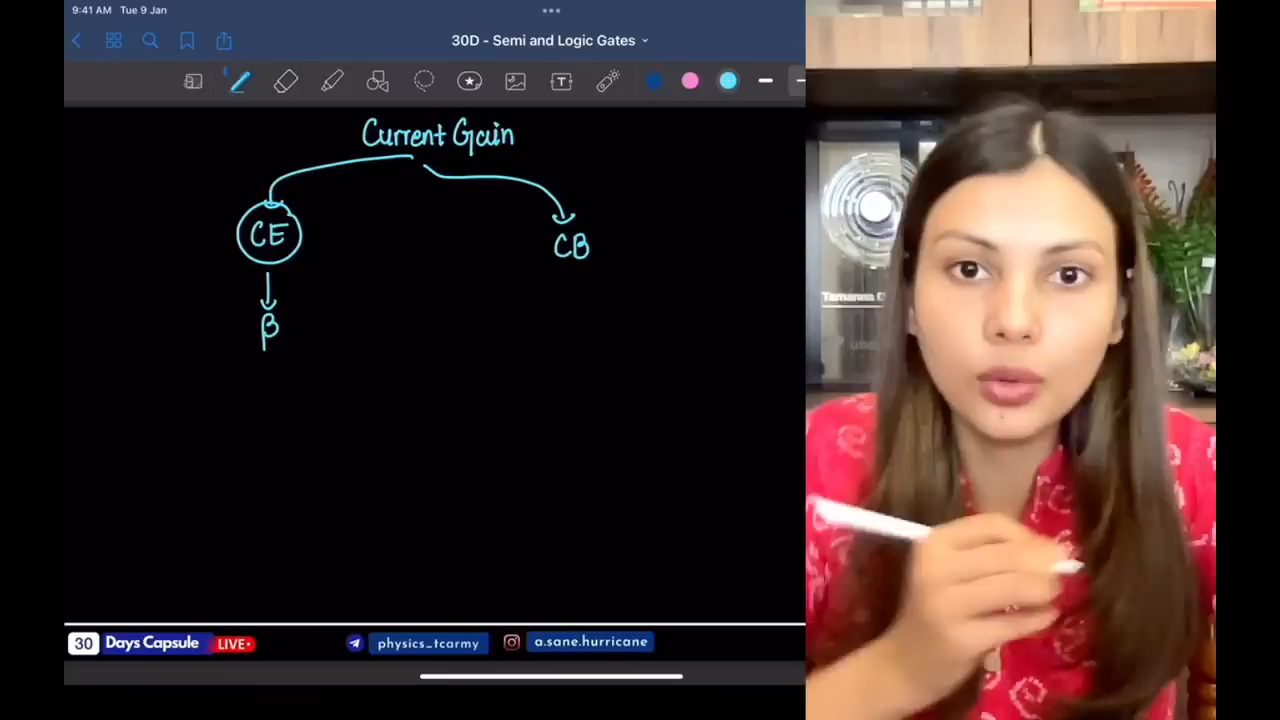 9:41 AM Tue 9 Jan
30D - Semi and Logic Gates
T
Current Gain
CE
CB
β
30 Days Capsule LIVE
physics_tcarmy
a.sane.hurricane